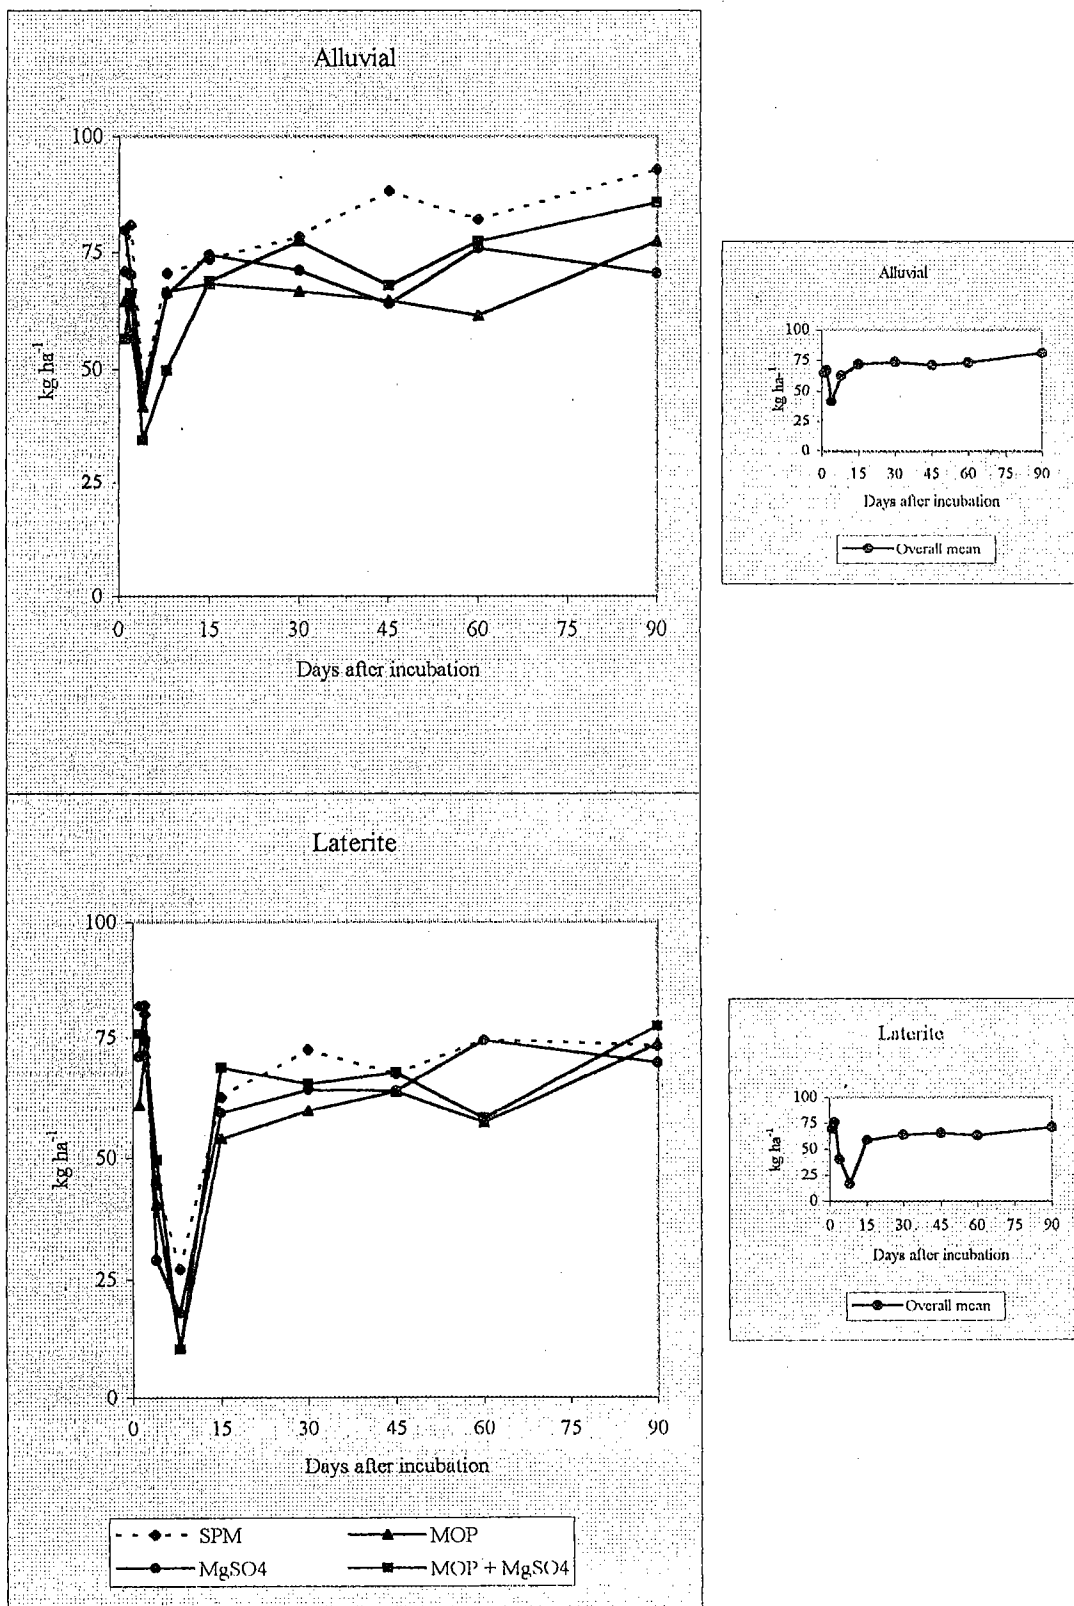 Alluvial
100
75
50
25
0
kg ha-1
0 15 30 45 60 75 90
Days after incubation
Alluvial
100
75
50
25
0
kg ha-1
0 15 30 45 60 75 90
Days after incubation
Overall mean
Laterite
100
75
50
25
0
kg ha-1
0 15 30 45 60 75 90
Days after incubation
SPM MOP
MgSO4 MOP + MgSO4
Laterite
100
75
50
25
0
kg ha-1
0 15 30 45 60 75 90
Days after incubation
Overall mean